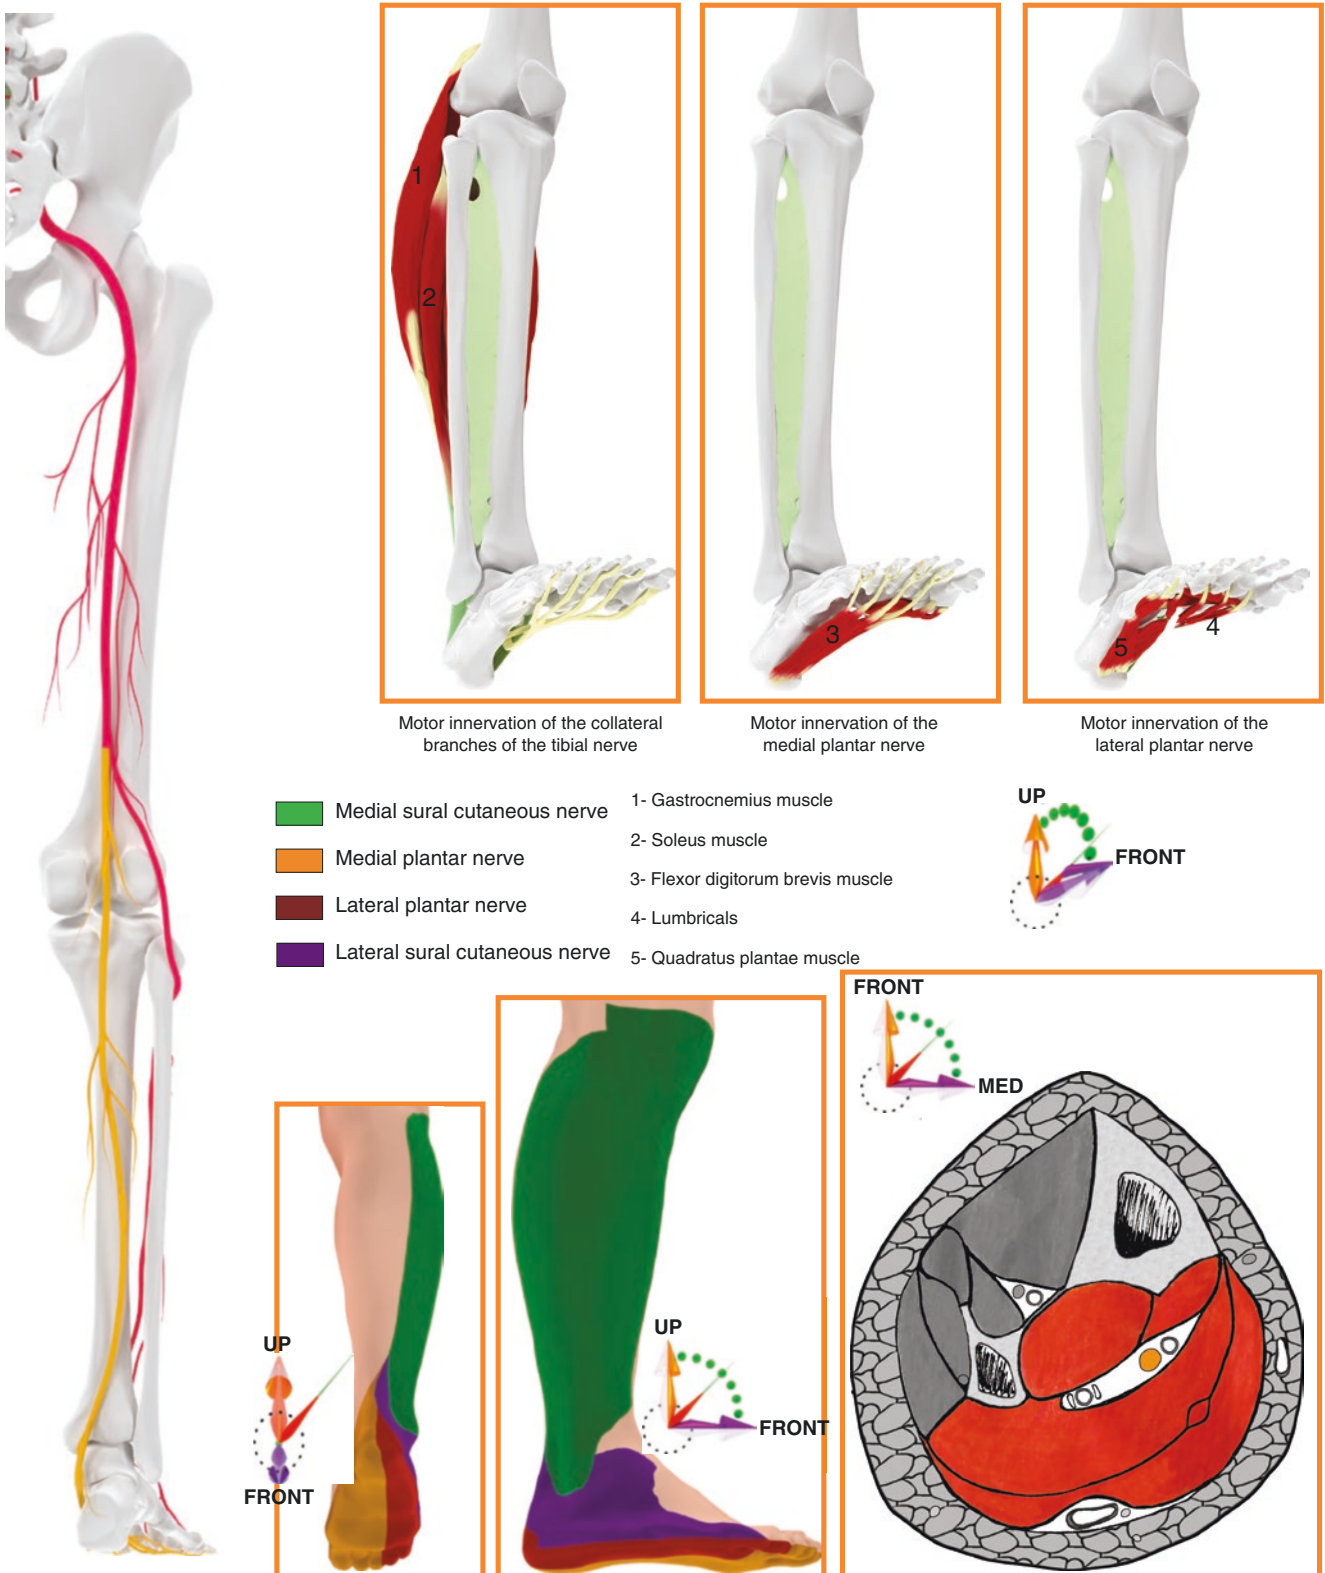 1
2
3
4
5
Motor innervation of the collateral
branches of the tibial nerve
Motor innervation of the
medial plantar nerve
Motor innervation of the
lateral plantar nerve
Medial sural cutaneous nerve
Medial plantar nerve
Lateral plantar nerve
Lateral sural cutaneous nerve
1- Gastrocnemius muscle
2- Soleus muscle
3- Flexor digitorum brevis muscle
4- Lumbricals
5- Quadratus plantae muscle
UP
FRONT
FRONT
MED
UP
FRONT
UP
FRONT